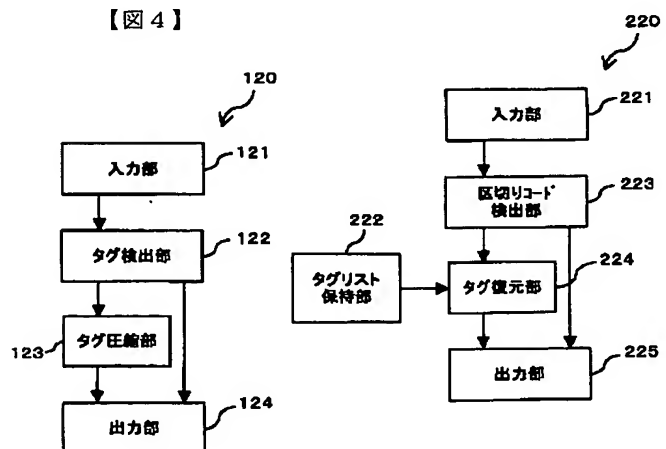 【図4】
120
入力部
121
タグ検出部
122
タグ圧縮部
123
出力部
124
220
入力部
221
区切りコード
検出部
223
222
タグリスト
保持部
タグ復元部
224
出力部
225